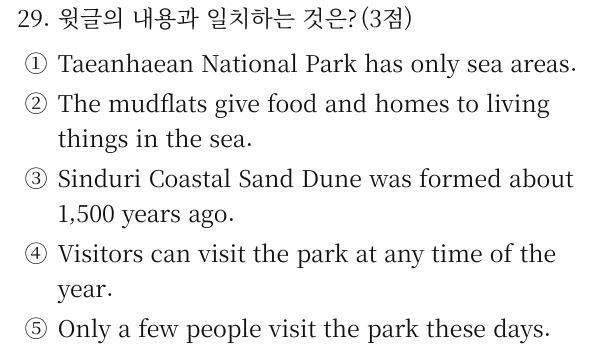 29. 윗글의 내용과 일치하는 것은? (3점)
① Taeanhaean National Park has only sea areas.
② The mudflats give food and homes to living
things in the sea.
③ Sinduri Coastal Sand Dune was formed about
1,500 years ago.
④ Visitors can visit the park at any time of the
year.
⑤ Only a few people visit the park these days.